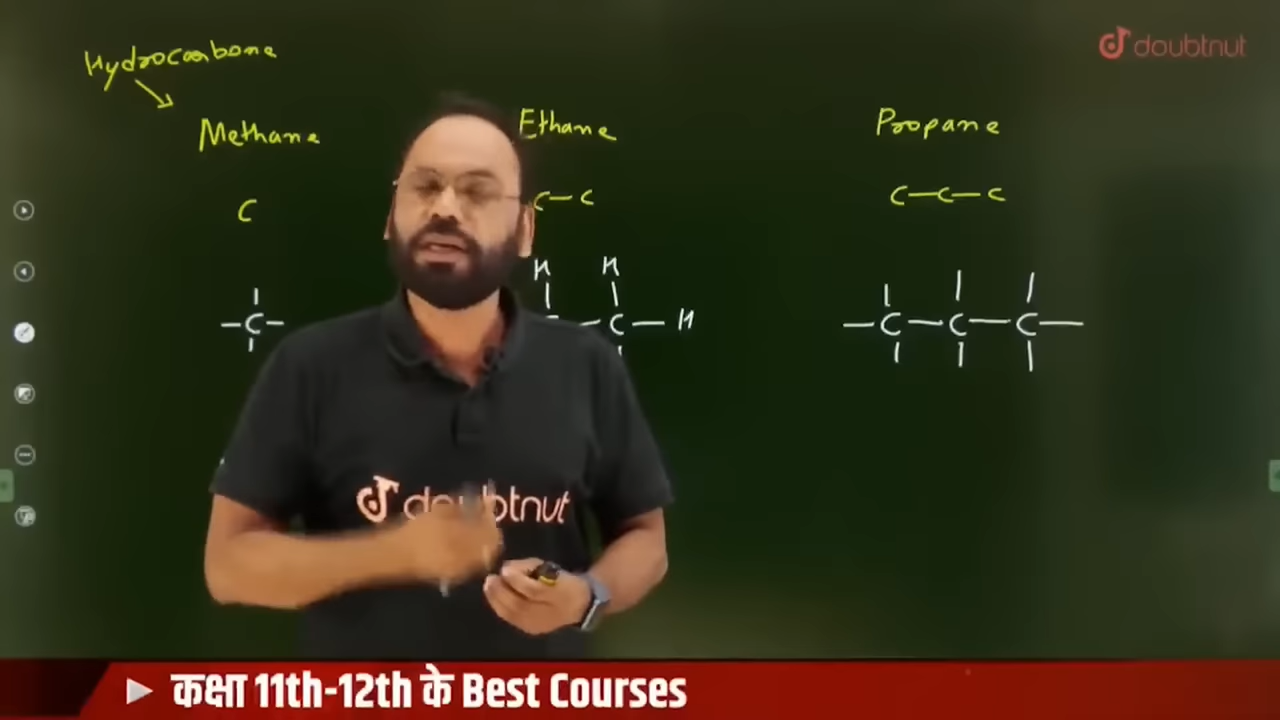 Hydrocarbone
doubtnut
Methane
Ethane
Propane
C
C-C
C-C-C
H H
-C-
-C-H
-C-C-C-
doubtnut
कक्षा 11th-12th के Best Courses